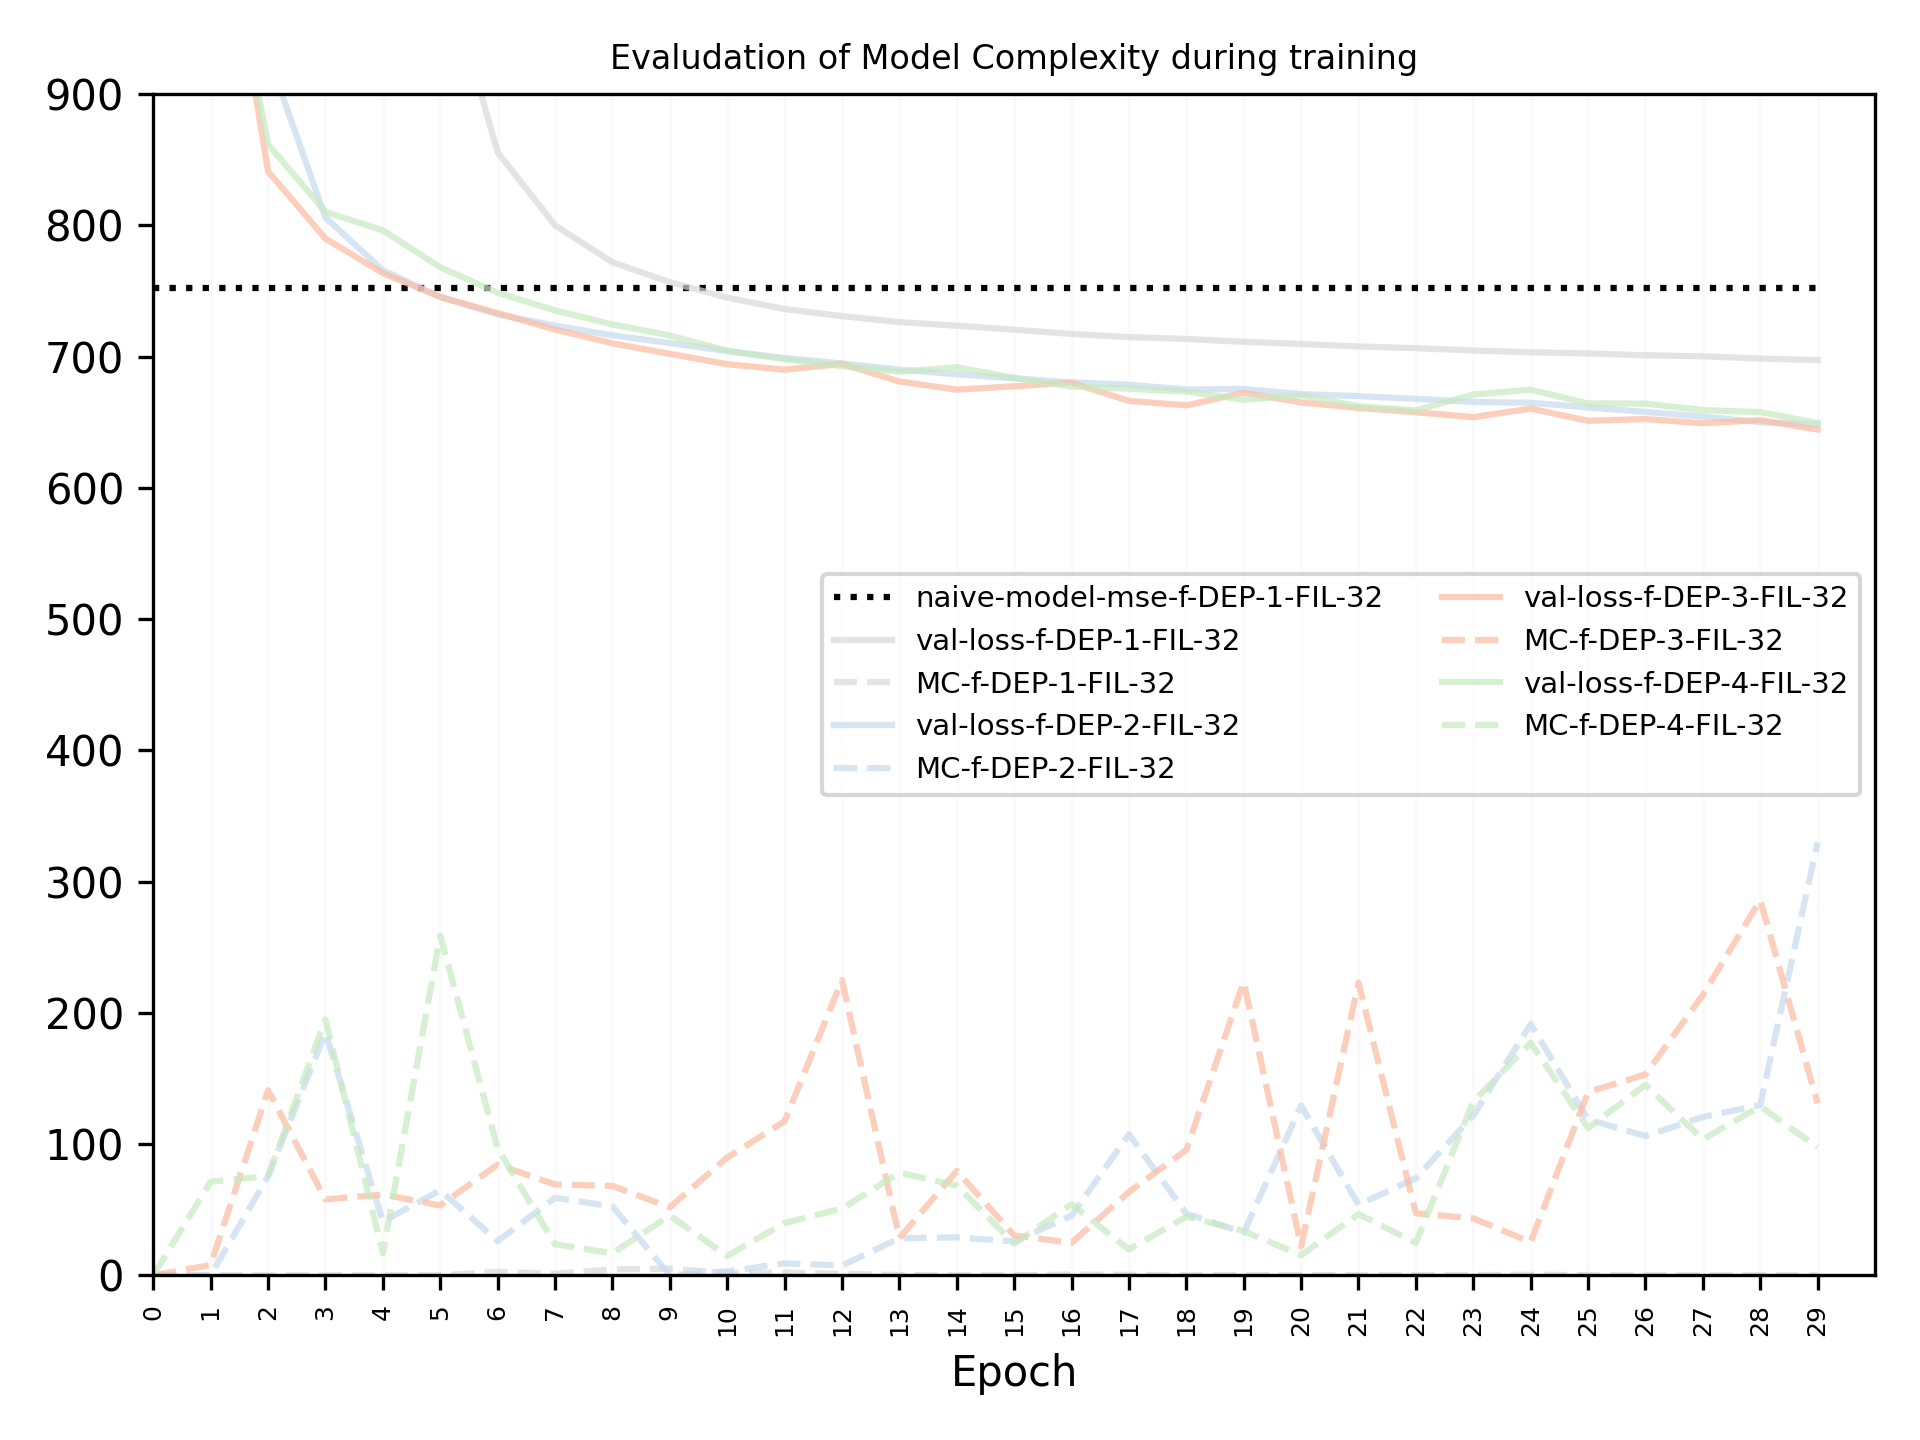 Evaludation of Model Complexity during training
900
800
700
600
500
400
300
200
100
0
naive-model-mse-f-DEP-1-FIL-32
val-loss-f-DEP-1-FIL-32
MC-f-DEP-1-FIL-32
val-loss-f-DEP-2-FIL-32
MC-f-DEP-2-FIL-32
val-loss-f-DEP-3-FIL-32
MC-f-DEP-3-FIL-32
val-loss-f-DEP-4-FIL-32
MC-f-DEP-4-FIL-32
0 1 2 3 4 5 6 7 8 9 10 11 12 13 14 15 16 17 18 19 20 21 22 23 24 25 26 27 28 29
Epoch